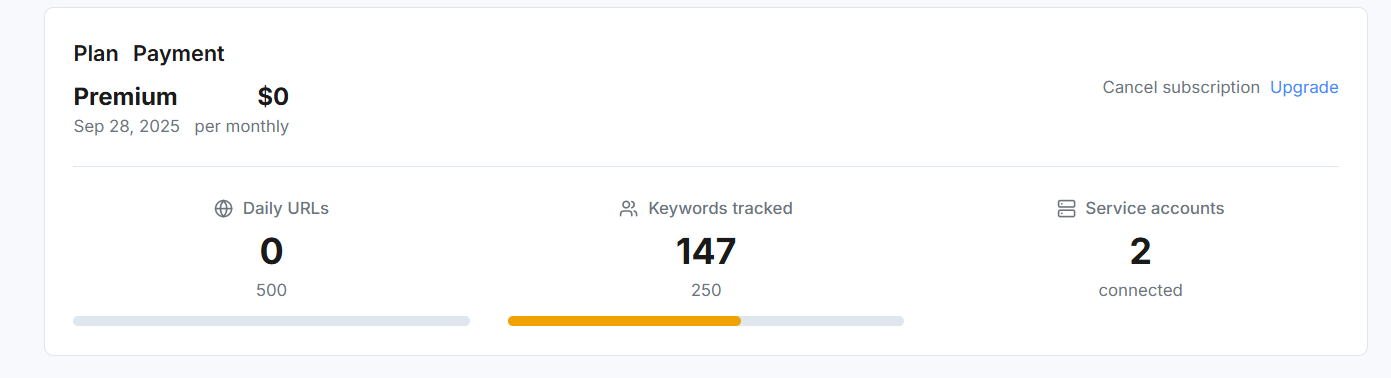 Plan Payment
Premium $0
Cancel subscription Upgrade
Sep 28, 2025 per monthly
Daily URLs
0
500
Keywords tracked
147
250
Service accounts
2
connected